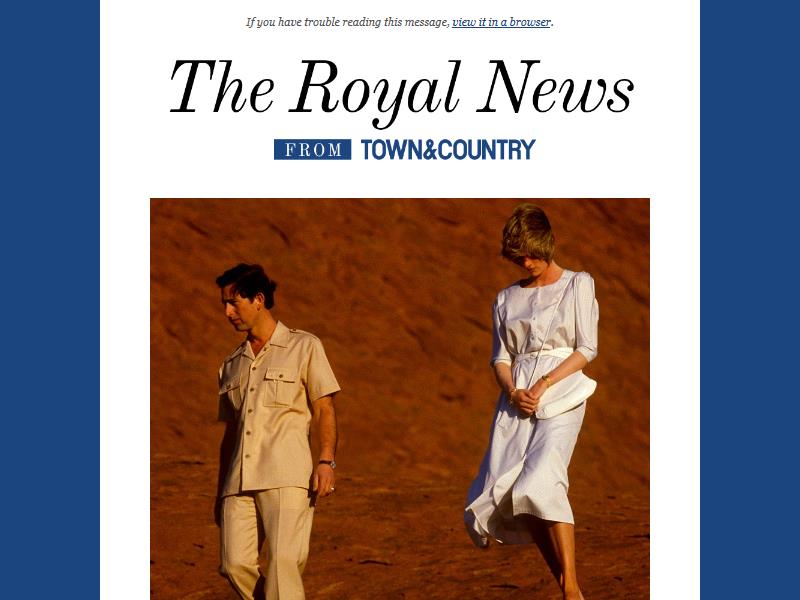 If you have trouble reading this message, view it in a browser.
The Royal News
FROM TOWN&COUNTRY